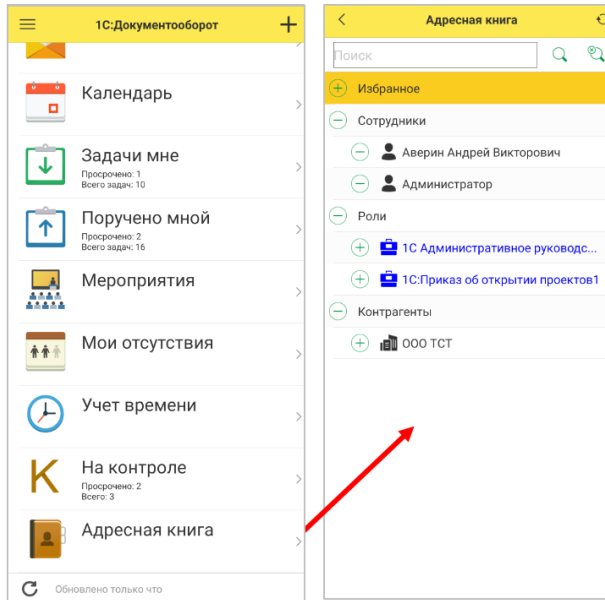 1С:Документооборот
Календарь
Задачи мне
Просрочено: 1
Всего задач: 10
Поручено мной
Просрочено: 2
Всего задач: 16
Мероприятия
Мои отсутствия
Учет времени
На контроле
Просрочено: 2
Всего: 3
Адресная книга
Обновлено только что
Адресная книга
Поиск
Избранное
Сотрудники
Аверин Андрей Викторович
Администратор
Роли
1С Административное руководс...
1С:Приказ об открытии проектов1
Контрагенты
ООО ТСТ